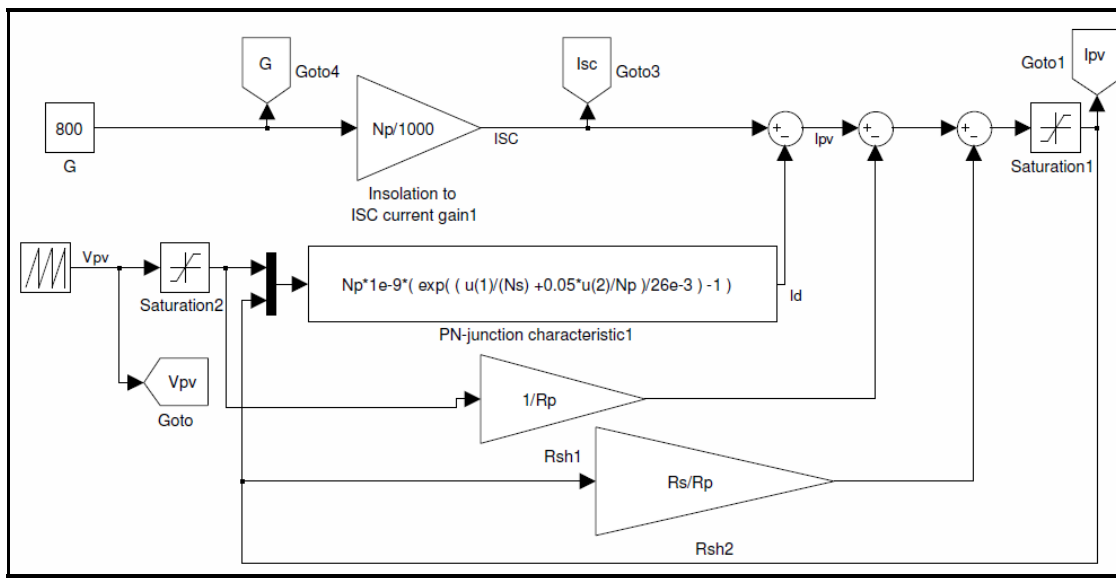 G
Goto4
Isc
Goto3
Goto1
Ipv
800
G
Np/1000
ISC
Insolation to
ISC current gain1
+
−
Ipv
+
−
+
−
Saturation1
Vpv
Saturation2
Np*1e-9*( exp( ( u(1)/(Ns) +0.05*u(2)/Np )/26e-3 ) -1 )
Id
PN-junction characteristic1
Vpv
Goto
1/Rp
Rsh1
Rs/Rp
Rsh2